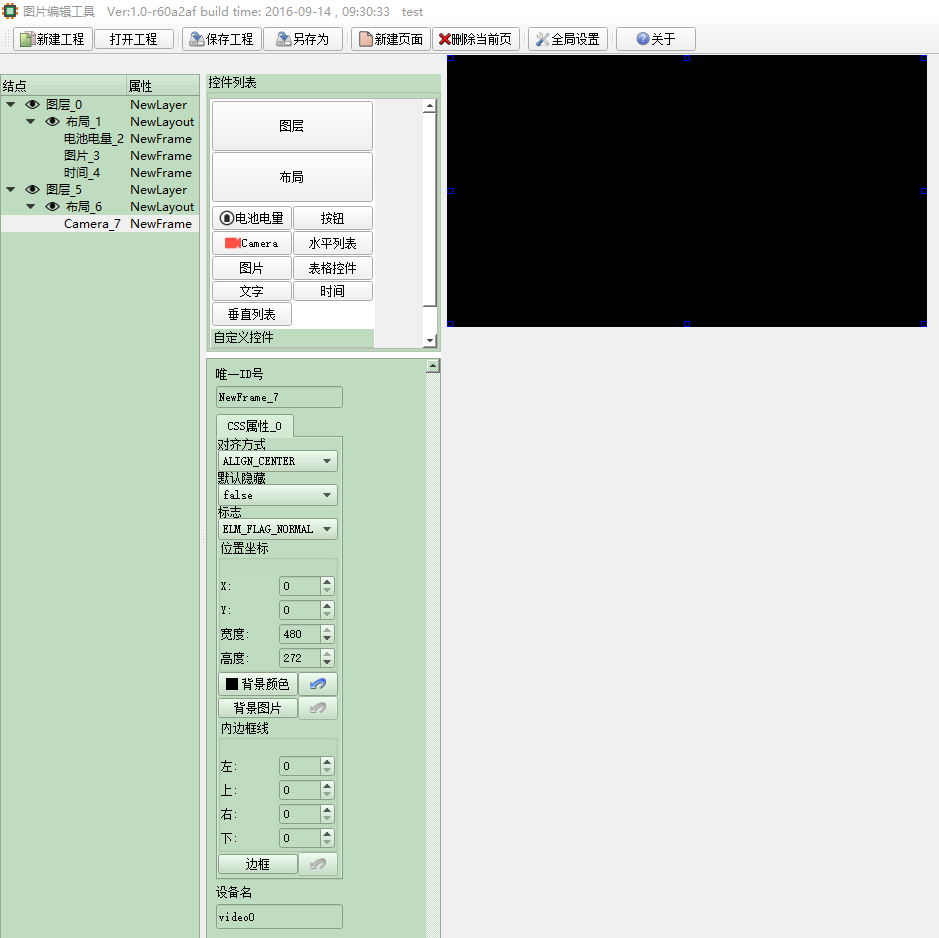 图片编辑工具 Ver:1.0-r60a2af build time: 2016-09-14 , 09:30:33 test
新建工程 打开工程 保存工程 另存为 新建页面 删除当前页 全局设置 关于
结点 属性
图层_0 NewLayer
布局_1 NewLayout
电池电量_2 NewFrame
图片_3 NewFrame
时间_4 NewFrame
图层_5 NewLayer
布局_6 NewLayout
Camera_7 NewFrame
控件列表
图层
布局
电池电量 按钮
Camera 水平列表
图片 表格控件
文字 时间
垂直列表
自定义控件
唯一ID号
NewFrame_7
CSS属性_0
对齐方式
ALIGN_CENTER
默认隐藏
false
标志
ELM_FLAG_NORMAL
位置坐标
X: 0
Y: 0
宽度: 480
高度: 272
背景颜色
背景图片
内边框线
左: 0
上: 0
右: 0
下: 0
边框
设备名
video0